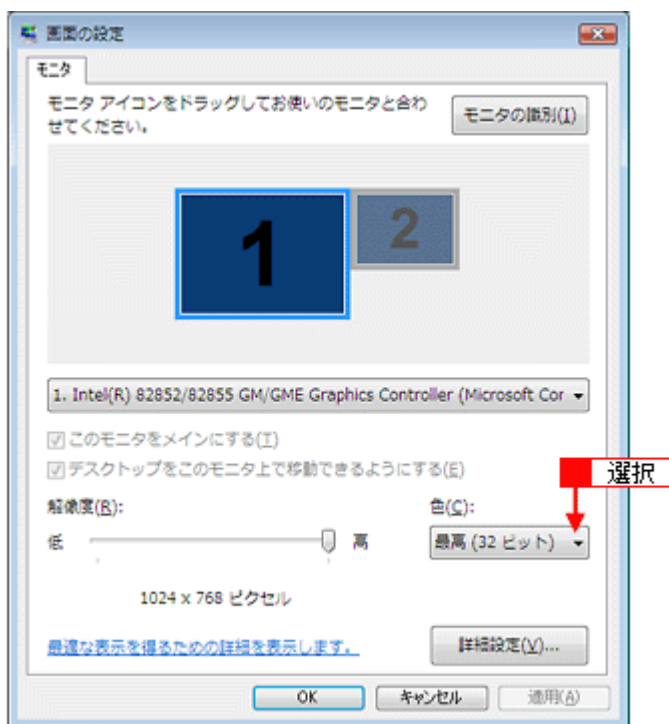 画面の設定
モニタ
モニタ アイコンをドラッグしてお使いのモニタと合わ
せてください。
モニタの識別(I)
1
2
1. Intel(R) 82852/82855 GM/GME Graphics Controller (Microsoft Cor
このモニタをメインにする(T)
デスクトップをこのモニタ上で移動できるようにする(E)
選択
解像度(R):
色(C):
低
高
最高 (32 ビット)
1024 x 768 ピクセル
最適な表示を得るための詳細を表示します。
詳細設定(V)...
OK
キャンセル
適用(A)